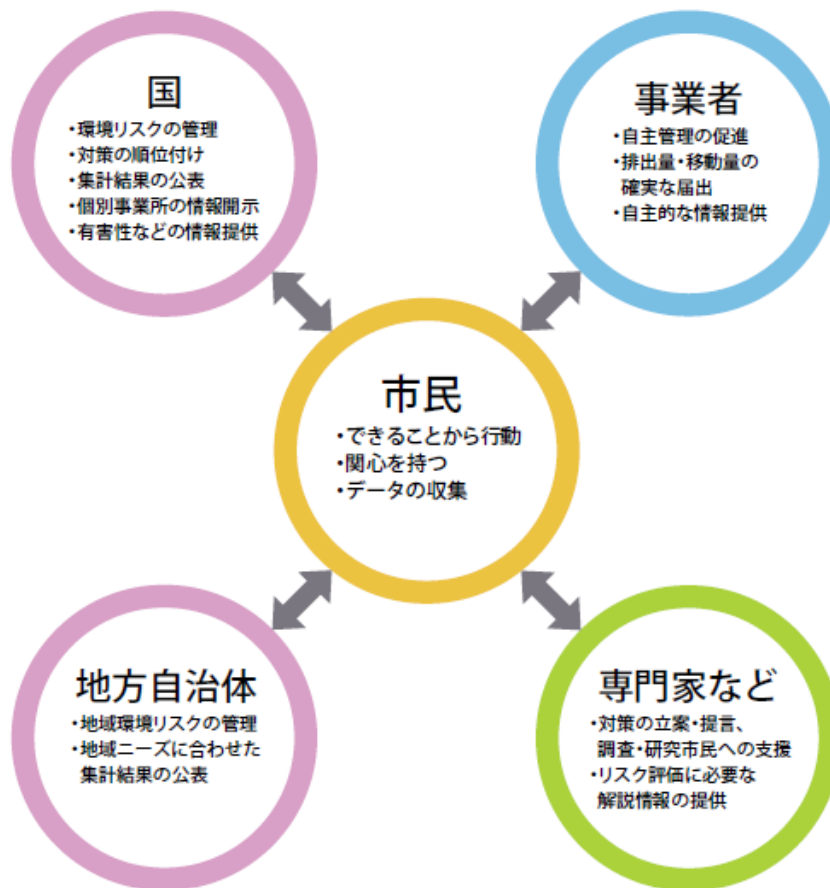 国
・環境リスクの管理
・対策の順位付け
・集計結果の公表
・個別事業所の情報開示
・有害性などの情報提供
事業者
・自主管理の促進
・排出量・移動量の
確実な届出
・自主的な情報提供
市民
・できることから行動
・関心を持つ
・データの収集
地方自治体
・地域環境リスクの管理
・地域ニーズに合わせた
集計結果の公表
専門家など
・対策の立案・提言、
調査・研究市民への支援
・リスク評価に必要な
解説情報の提供